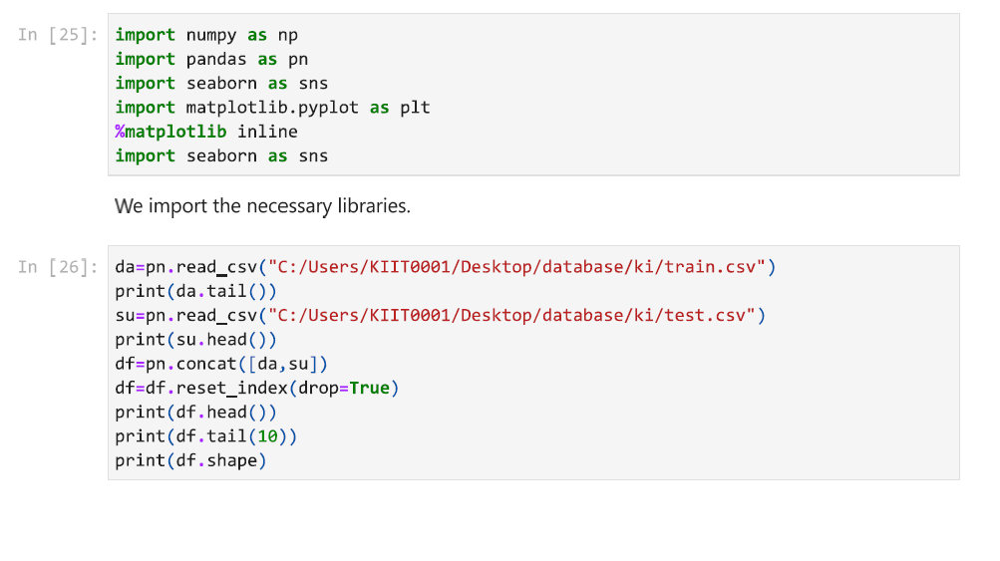 In [25]:
import numpy as np
import pandas as pn
import seaborn as sns
import matplotlib.pyplot as plt
%matplotlib inline
import seaborn as sns
We import the necessary libraries.
In [26]:
da=pn.read_csv("C:/Users/KIIT0001/Desktop/database/ki/train.csv")
print(da.tail())
su=pn.read_csv("C:/Users/KIIT0001/Desktop/database/ki/test.csv")
print(su.head())
df=pn.concat([da,su])
df=df.reset_index(drop=True)
print(df.head())
print(df.tail(10))
print(df.shape)